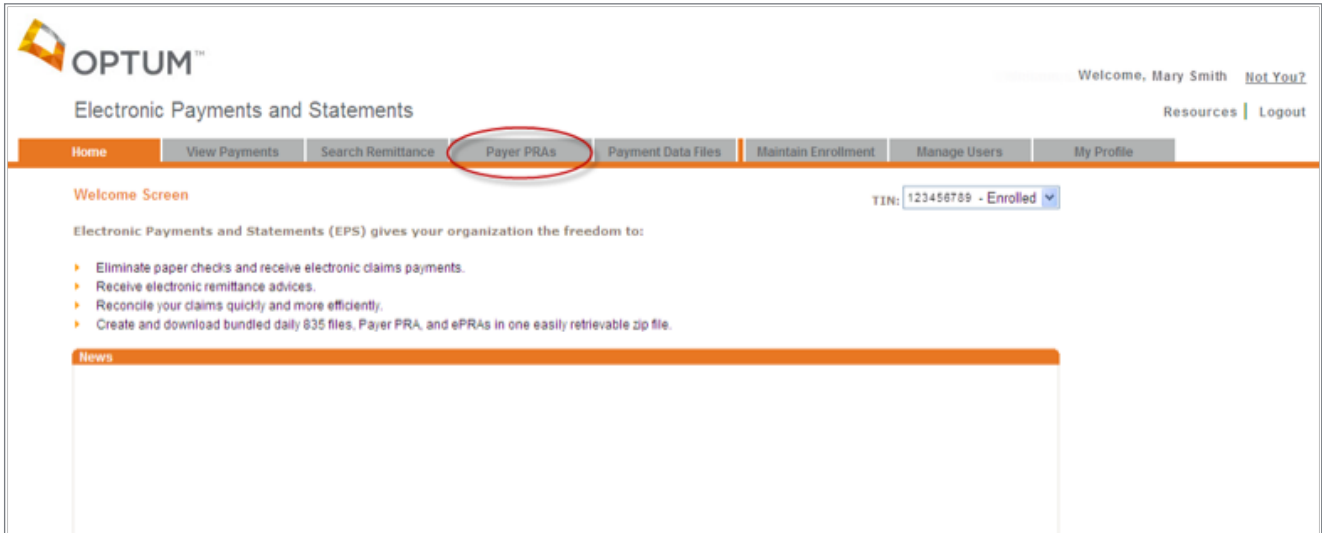 OPTUM™
Welcome, Mary Smith Not You?
Electronic Payments and Statements
Resources Logout
Home View Payments Search Remittance Payer PRAs Payment Data Files Maintain Enrollment Manage Users My Profile
Welcome Screen
TIN: 123456789 - Enrolled
Electronic Payments and Statements (EPS) gives your organization the freedom to:
Eliminate paper checks and receive electronic claims payments.
Receive electronic remittance advices.
Reconcile your claims quickly and more efficiently.
Create and download bundled daily 835 files, Payer PRA, and ePRAs in one easily retrievable zip file.
News